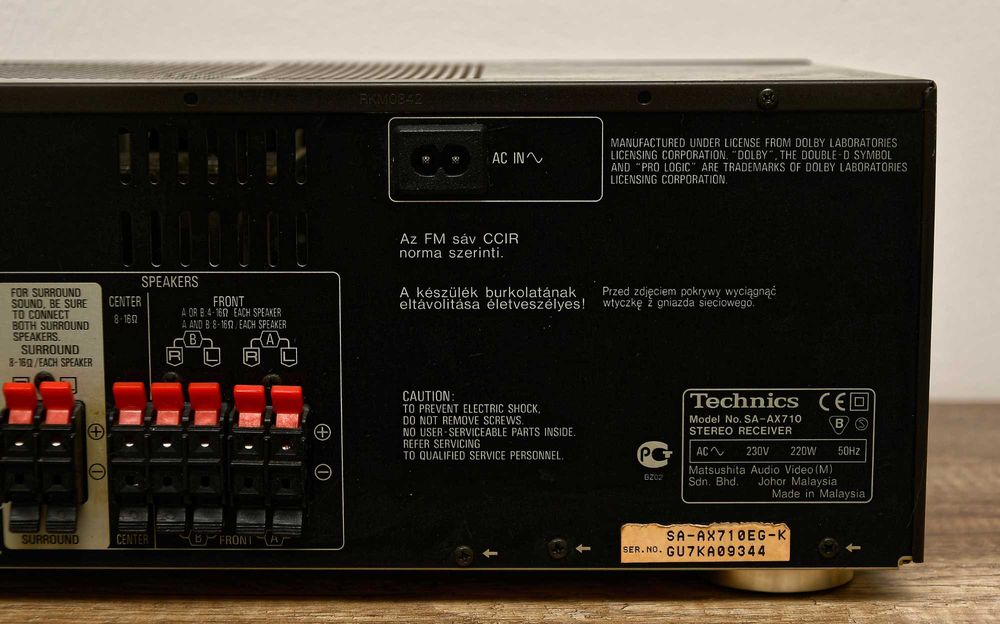 RKM0342
AC IN
MANUFACTURED UNDER LICENSE FROM DOLBY LABORATORIES
LICENSING CORPORATION. "DOLBY", THE DOUBLE-D SYMBOL
AND "PRO LOGIC" ARE TRADEMARKS OF DOLBY LABORATORIES
LICENSING CORPORATION.
Az FM sáv CCIR
norma szerinti.
A készülék burkolatának
eltávolitása életveszélyes!
Przed zdjęciem pokrywy wyciągnąć
wtyczkę z gniazda sieciowego.
SPEAKERS
FOR SURROUND
SOUND, BE SURE
TO CONNECT
BOTH SURROUND
SPEAKERS.
SURROUND
8-16Ω/EACH SPEAKER
CENTER
8-16Ω
FRONT
A OR B:4-16Ω EACH SPEAKER
A AND B:8-16Ω/EACH SPEAKER
B
A
R
L
R
L
+
+
−
−
SURROUND
CENTER
B FRONT A
CAUTION:
TO PREVENT ELECTRIC SHOCK,
DO NOT REMOVE SCREWS.
NO USER-SERVICEABLE PARTS INSIDE.
REFER SERVICING
TO QUALIFIED SERVICE PERSONNEL.
BZ02
Technics CE
Model No. SA-AX710
STEREO RECEIVER
B
S
AC 230V 220W 50Hz
Matsushita Audio Video(M)
Sdn. Bhd. Johor Malaysia
Made in Malaysia
SA-AX710EG-K
SER.NO. GU7KA09344